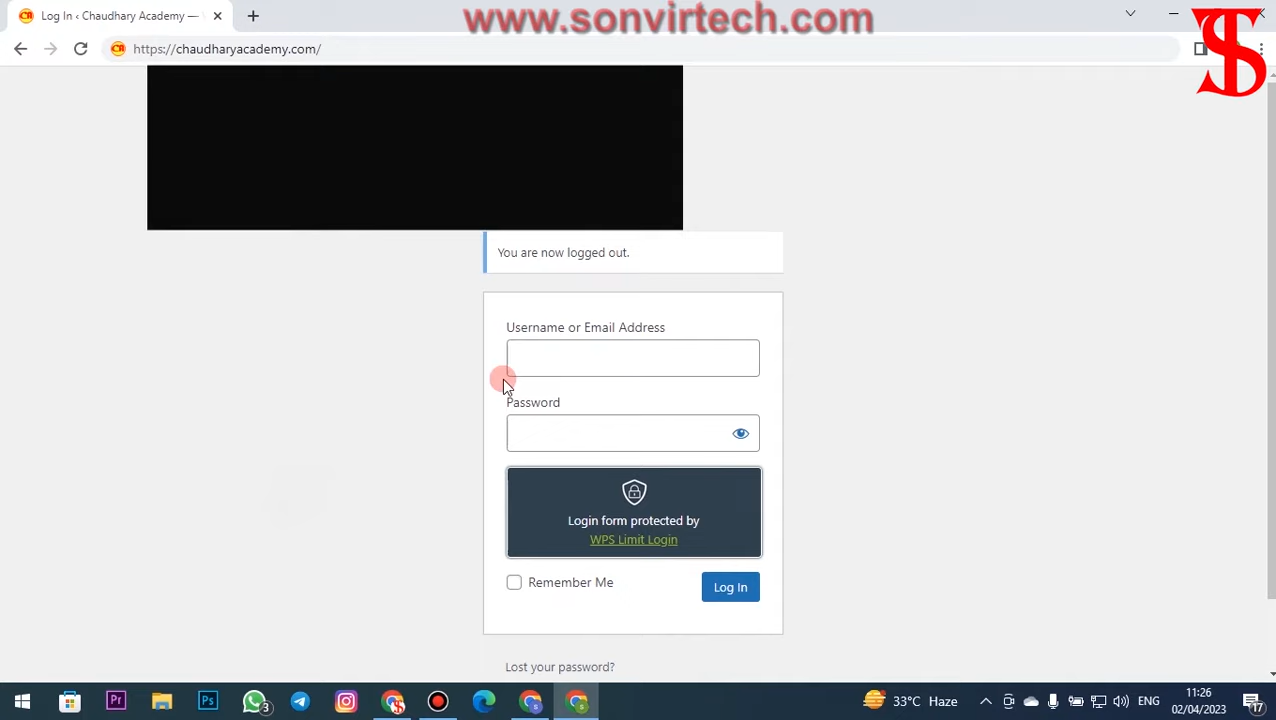 Log In ‹ Chaudhary Academy —
www.sonvirtech.com
https://chaudharyacademy.com/
You are now logged out.
Username or Email Address
Password
Login form protected by
WPS Limit Login
Remember Me
Log In
Lost your password?
33°C Haze
ENG
11:26
02/04/2023